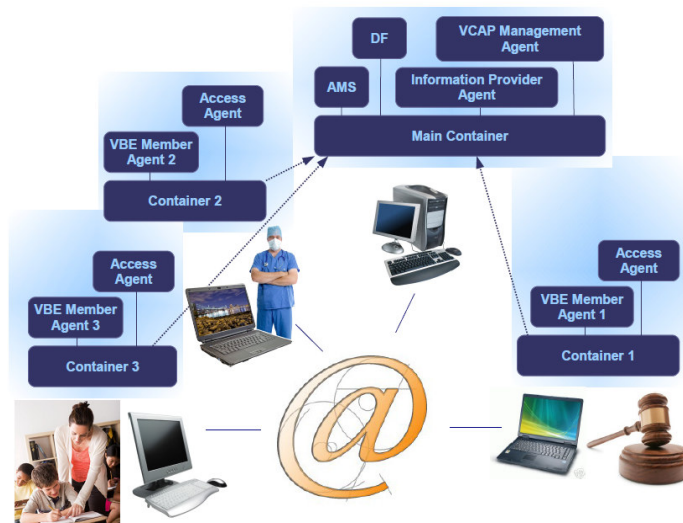 DF
VCAP Management
Agent
AMS
Information Provider
Agent
Main Container
Access
Agent
VBE Member
Agent 2
Container 2
Access
Agent
VBE Member
Agent 3
Container 3
Access
Agent
VBE Member
Agent 1
Container 1
@